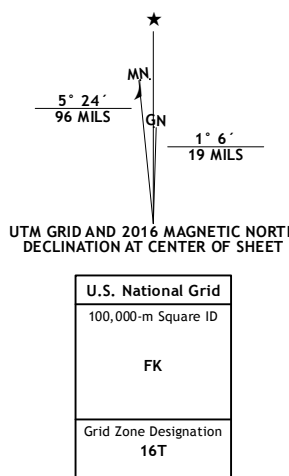 MN
GN
5° 24´
96 MILS
1° 6´
19 MILS
UTM GRID AND 2016 MAGNETIC NORTH
DECLINATION AT CENTER OF SHEET
U.S. National Grid
100,000-m Square ID
FK
Grid Zone Designation
16T